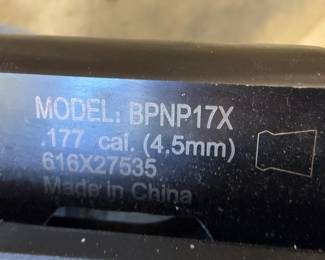 MODEL: BPNP17X
.177 cal. (4.5mm)
616X27535
Made in China